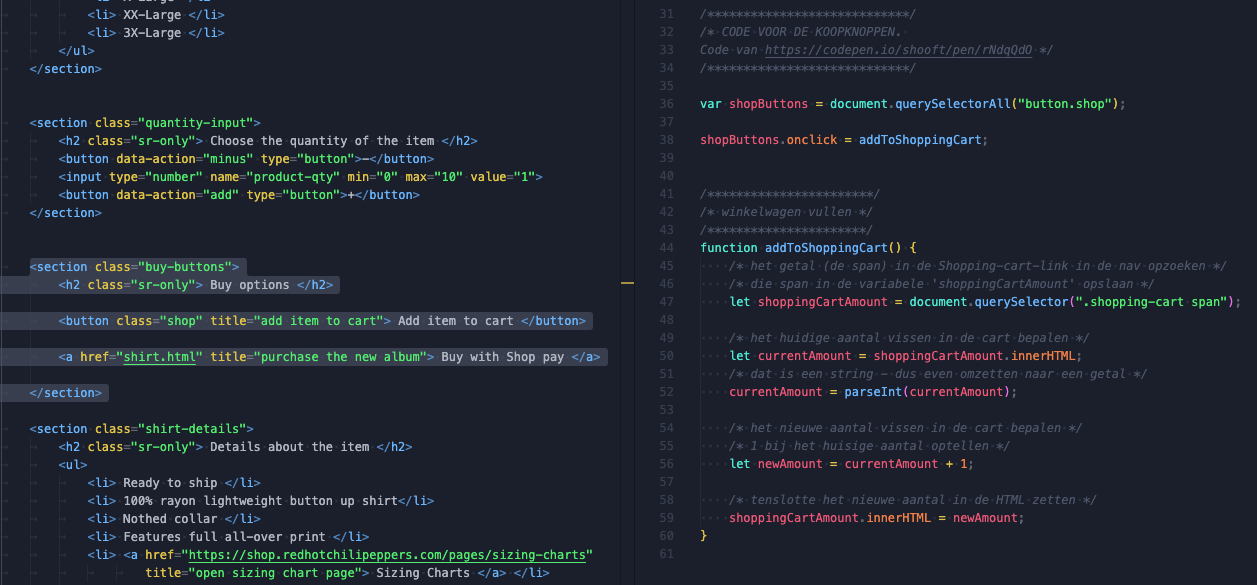 <li> XX-Large </li>
<li> 3X-Large </li>
</ul>
</section>
<section class="quantity-input">
<h2 class="sr-only"> Choose the quantity of the item </h2>
<button data-action="minus" type="button">-</button>
<input type="number" name="product-qty" min="0" max="10" value="1">
<button data-action="add" type="button">+</button>
</section>
<section class="buy-buttons">
<h2 class="sr-only"> Buy options </h2>
<button class="shop" title="add item to cart"> Add item to cart </button>
<a href="shirt.html" title="purchase the new album"> Buy with Shop pay </a>
</section>
<section class="shirt-details">
<h2 class="sr-only"> Details about the item </h2>
<ul>
<li> Ready to ship </li>
<li> 100% rayon lightweight button up shirt</li>
<li> Nothed collar </li>
<li> Features full all-over print </li>
<li> <a href="https://shop.redhotchilipeppers.com/pages/sizing-charts"
title="open sizing chart page"> Sizing Charts </a> </li>
31 /****************************/
32 /* CODE VOOR DE KOOPKNOPPEN.
33 Code van https://codepen.io/shooft/pen/rNdqQdO */
34 /****************************/
35
36 var shopButtons = document.querySelectorAll("button.shop");
37
38 shopButtons.onclick = addToShoppingCart;
39
40
41 /***********************/
42 /* winkelwagen vullen */
43 /**********************/
44 function addToShoppingCart() {
45 /* het getal (de span) in de Shopping-cart-link in de nav opzoeken */
46 /* die span in de variabele 'shoppingCartAmount' opslaan */
47 let shoppingCartAmount = document.querySelector(".shopping-cart span");
48
49 /* het huidige aantal vissen in de cart bepalen */
50 let currentAmount = shoppingCartAmount.innerHTML;
51 /* dat is een string - dus even omzetten naar een getal */
52 currentAmount = parseInt(currentAmount);
53
54 /* het nieuwe aantal vissen in de cart bepalen */
55 /* 1 bij het huisige aantal optellen */
56 let newAmount = currentAmount + 1;
57
58 /* tenslotte het nieuwe aantal in de HTML zetten */
59 shoppingCartAmount.innerHTML = newAmount;
60 }
61